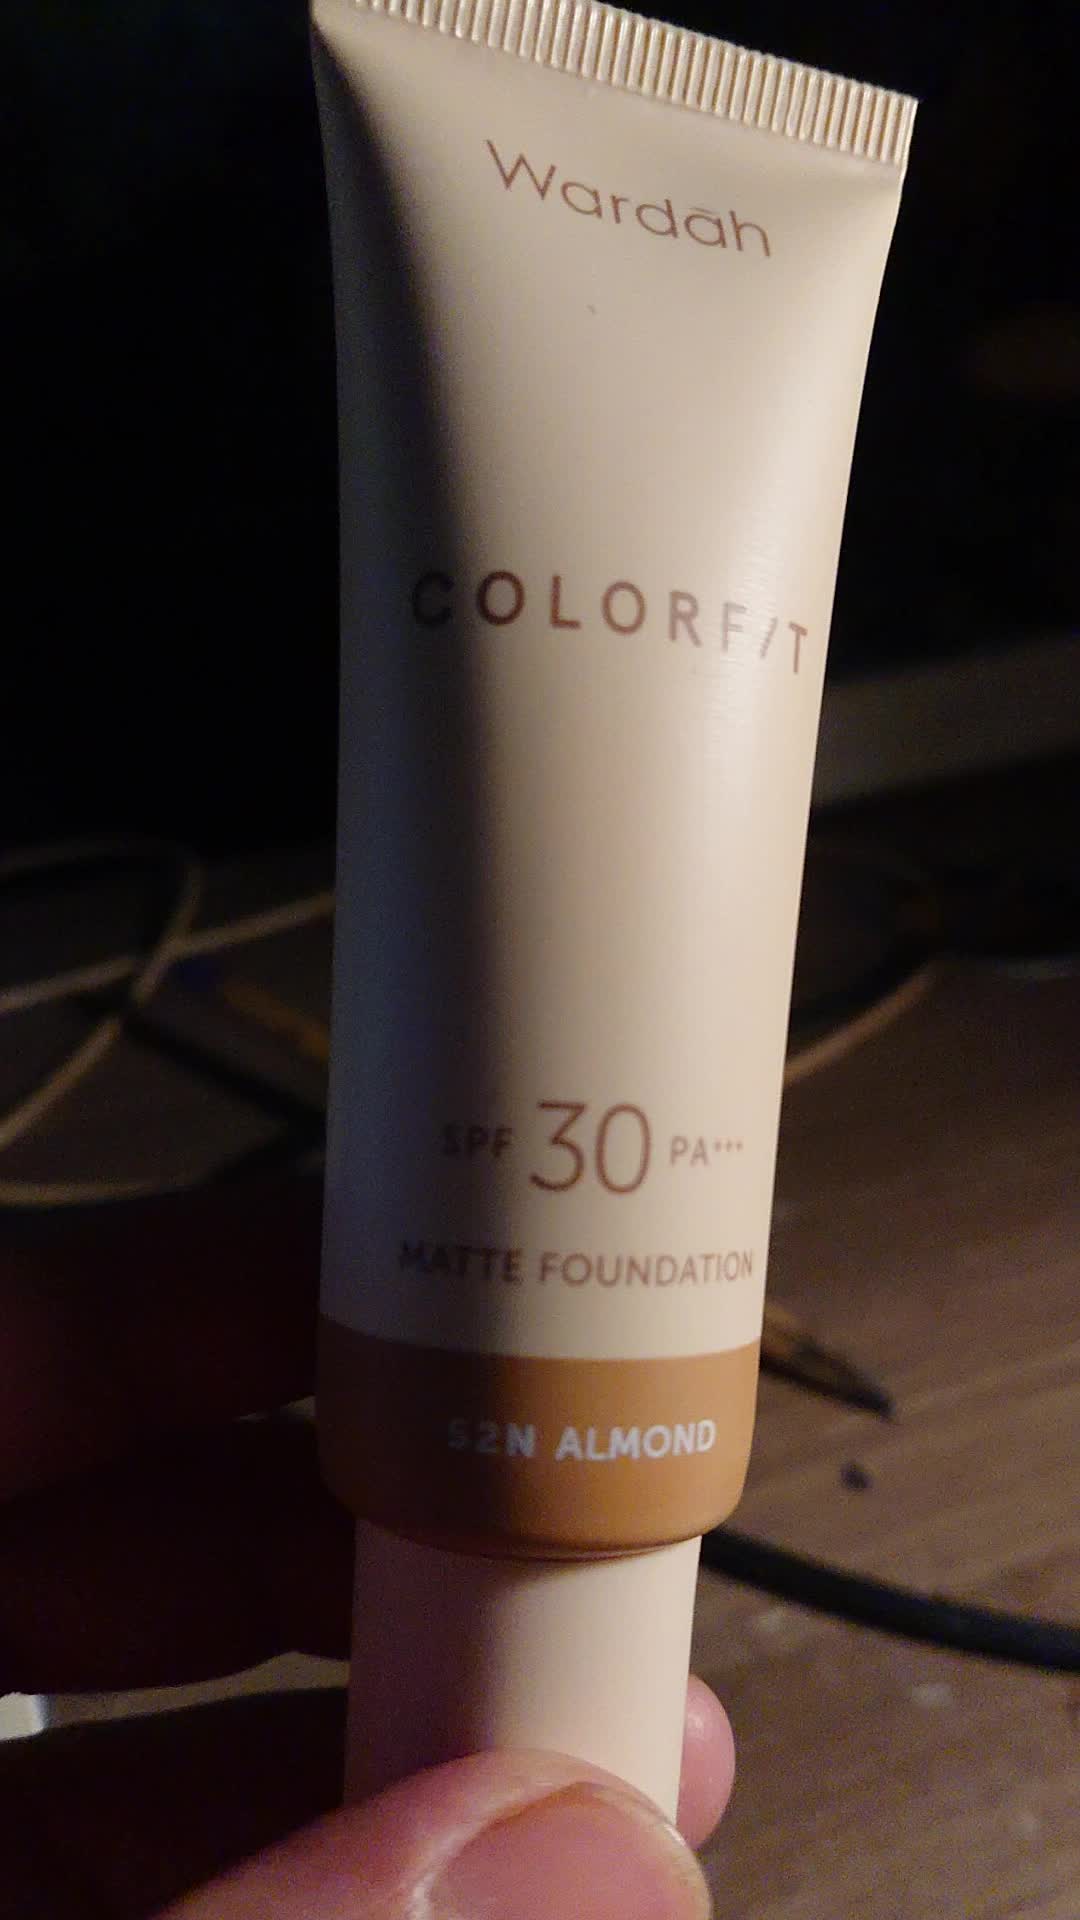 Wardāh
COLORFIT
SPF 30 PA+++
MATTE FOUNDATION
52N ALMOND